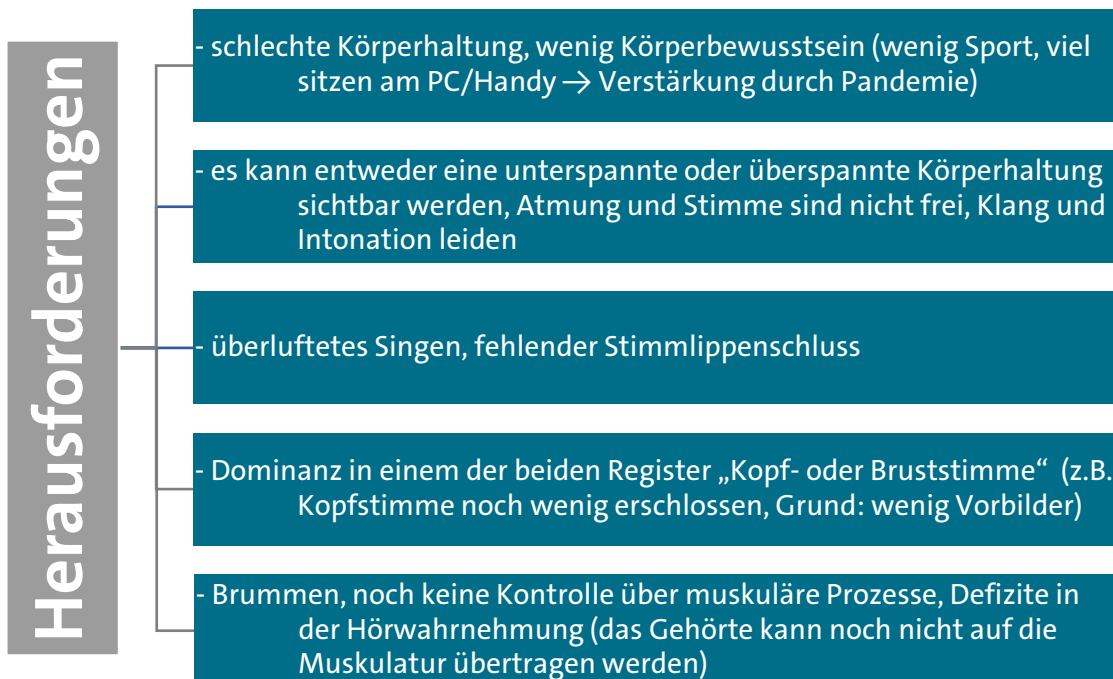 Herausforderungen
- schlechte Körperhaltung, wenig Körperbewusstsein (wenig Sport, viel
sitzen am PC/Handy → Verstärkung durch Pandemie)
- es kann entweder eine unterspannte oder überspannte Körperhaltung
sichtbar werden, Atmung und Stimme sind nicht frei, Klang und
Intonation leiden
- überluftetes Singen, fehlender Stimmlippenschluss
- Dominanz in einem der beiden Register „Kopf- oder Bruststimme“ (z.B.
Kopfstimme noch wenig erschlossen, Grund: wenig Vorbilder)
- Brummen, noch keine Kontrolle über muskuläre Prozesse, Defizite in
der Hörwahrnehmung (das Gehörte kann noch nicht auf die
Muskulatur übertragen werden)